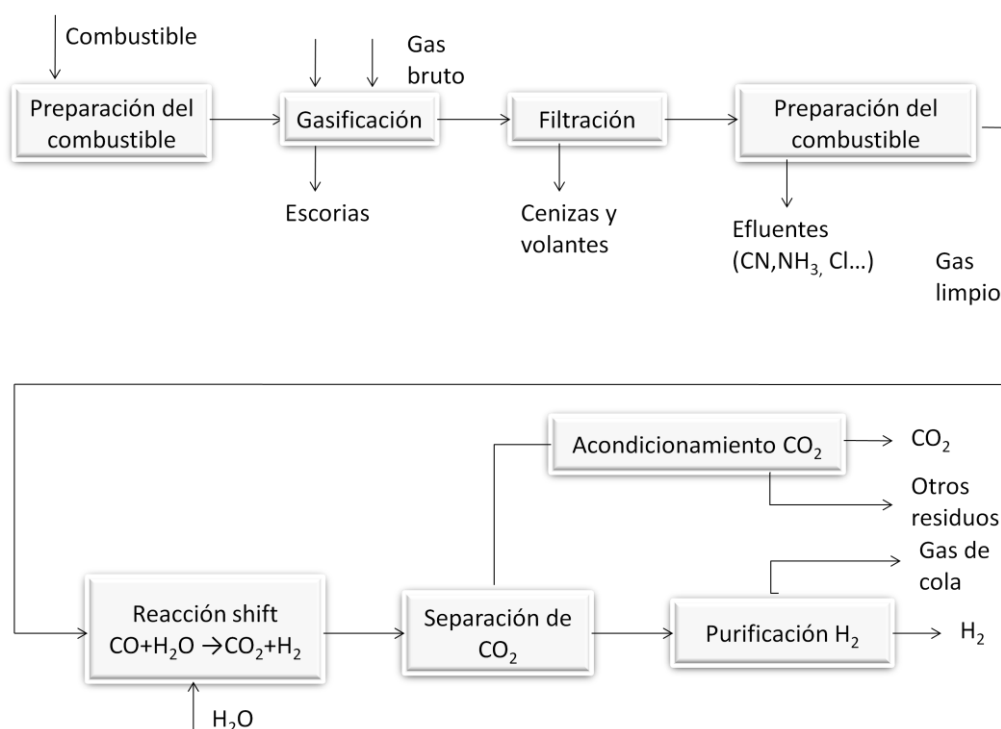 Combustible
Gas
bruto
Preparación del
combustible
Gasificación
Filtración
Preparación del
combustible
Escorias
Cenizas y
volantes
Efluentes
(CN,NH3, Cl...)
Gas
limpio
Acondicionamiento CO2
CO2
Otros
residuos
Gas de
cola
Reacción shift
CO+H2O →CO2+H2
Separación de
CO2
Purificación H2
H2
H2O